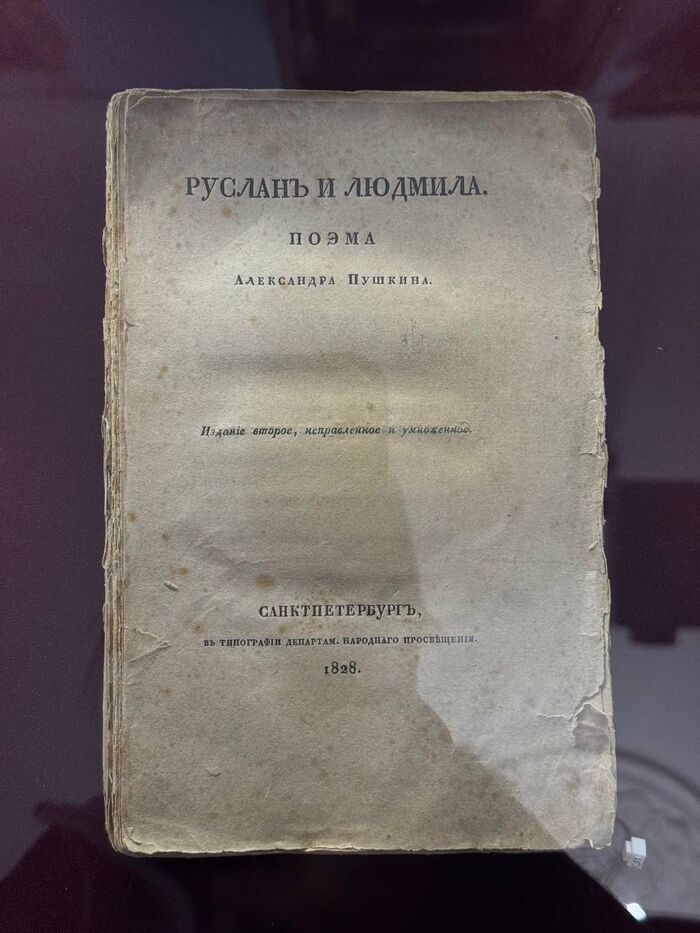 РУСЛАНЪ И ЛЮДМИЛА.
ПОЭМА
АЛЕКСАНДРА ПУШКИНА.
Изданіе второе, исправленное и умноженное.
САНКТПЕТЕРБУРГЪ,
ВЪ ТИПОГРАФІИ ДЕПАРТАМ. НАРОДНАГО ПРОСВѢЩЕНІЯ.
1828.